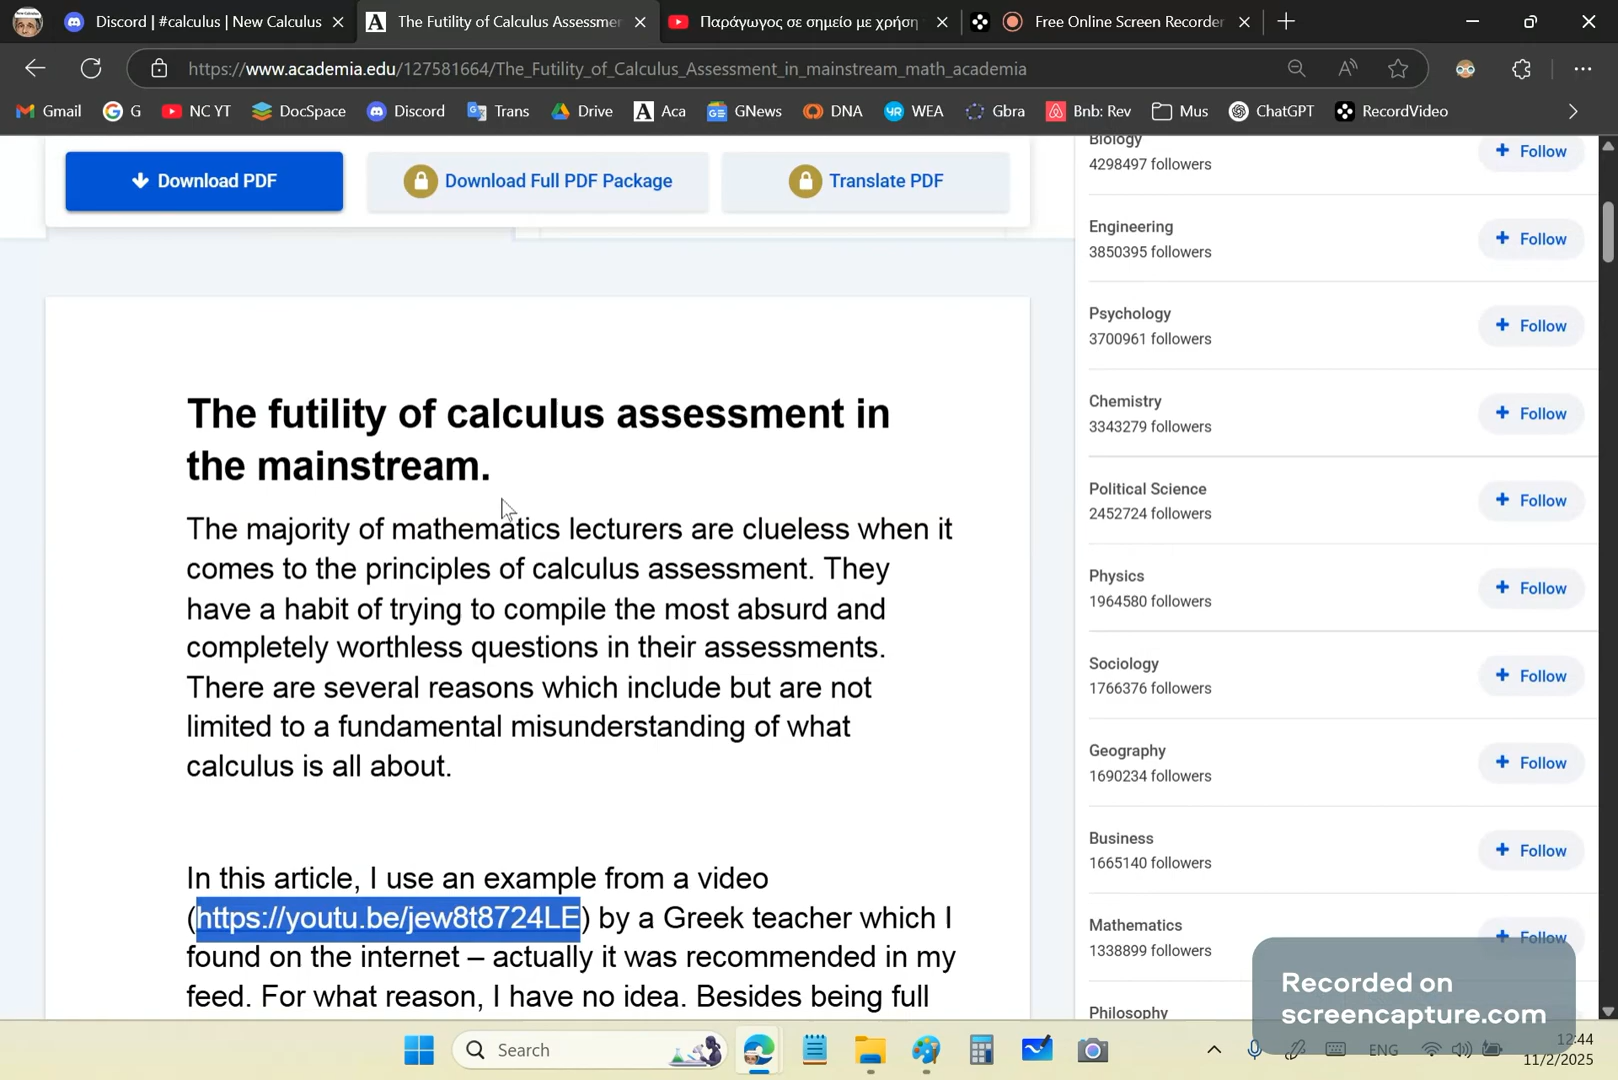 Discord | #calculus | New Calculus
The Futility of Calculus Assessmen
Παράγωγος σε σημείο με χρήση
Free Online Screen Recorder
https://www.academia.edu/127581664/The_Futility_of_Calculus_Assessment_in_mainstream_math_academia
Gmail
G
NC YT
DocSpace
Discord
Trans
Drive
Aca
GNews
DNA
WEA
Gbra
Bnb: Rev
Mus
ChatGPT
RecordVideo
Download PDF
Download Full PDF Package
Translate PDF
The futility of calculus assessment in
the mainstream.
The majority of mathematics lecturers are clueless when it
comes to the principles of calculus assessment. They
have a habit of trying to compile the most absurd and
completely worthless questions in their assessments.
There are several reasons which include but are not
limited to a fundamental misunderstanding of what
calculus is all about.
In this article, I use an example from a video
(https://youtu.be/jew8t8724LE) by a Greek teacher which I
found on the internet – actually it was recommended in my
feed. For what reason, I have no idea. Besides being full
Biology
4298497 followers
Follow
Engineering
3850395 followers
Follow
Psychology
3700961 followers
Follow
Chemistry
3343279 followers
Follow
Political Science
2452724 followers
Follow
Physics
1964580 followers
Follow
Sociology
1766376 followers
Follow
Geography
1690234 followers
Follow
Business
1665140 followers
Follow
Mathematics
1338899 followers
Follow
Philosophy
Recorded on
screencapture.com
Search
ENG
12:44
11/2/2025